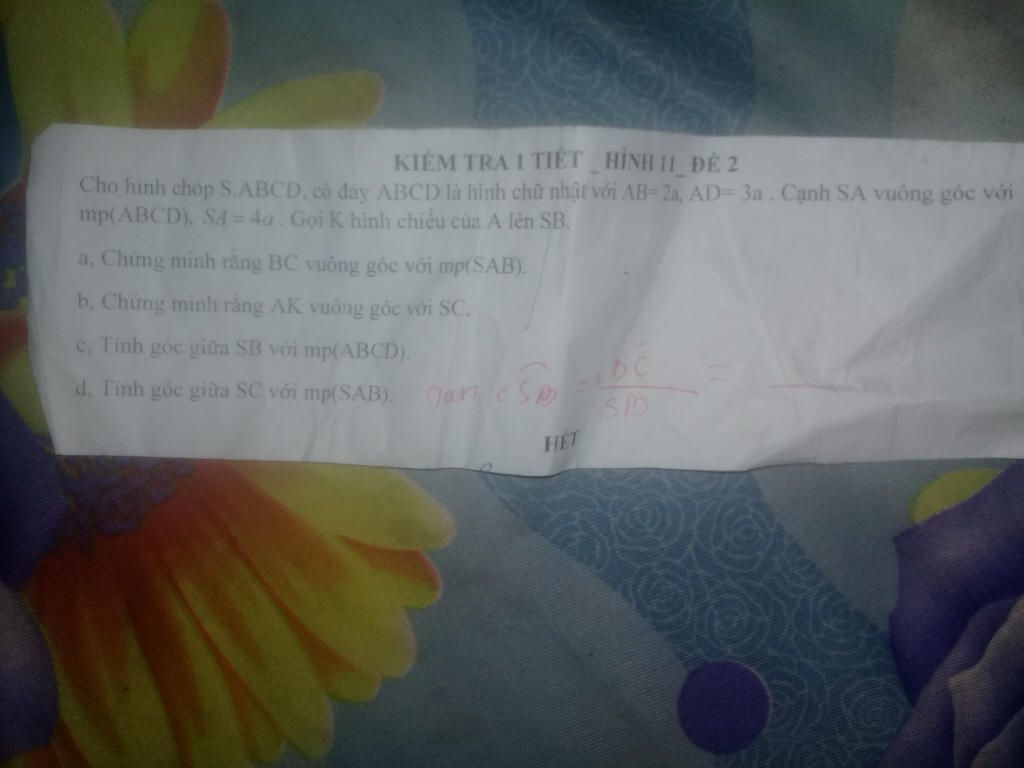 KIỂM TRA 1 TIẾT _ HÌNH 11_ ĐỀ 2
Cho hình chóp S.ABCD, có đáy ABCD là hình chữ nhật với AB= 2a, AD= 3a . Cạnh SA vuông góc với
mp(ABCD), SA = 4a . Gọi K hình chiếu của A lên SB.
a, Chứng minh rằng BC vuông góc với mp(SAB).
b, Chứng minh rằng AK vuông góc với SC.
c, Tính góc giữa SB với mp(ABCD).
d, Tính góc giữa SC với mp(SAB). = BC / SB =
HẾT